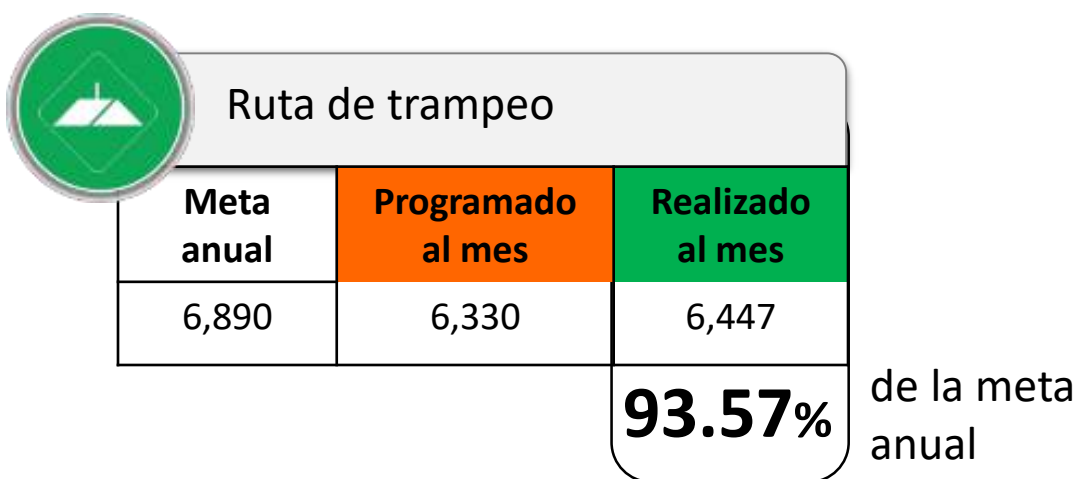 Ruta de trampeo
Meta anual
Programado al mes
Realizado al mes
6,890
6,330
6,447
93.57%
de la meta
anual